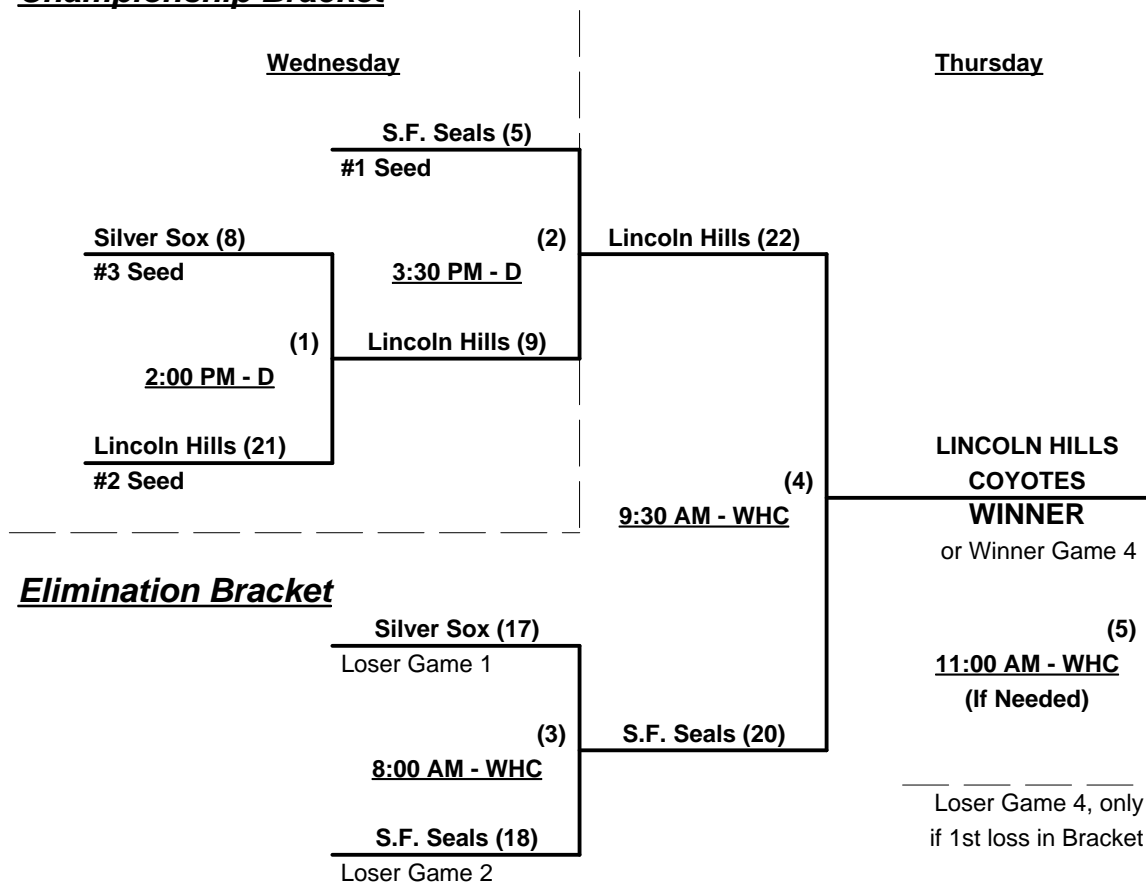 Championship Bracket
Wednesday
Thursday
S.F. Seals (5)
#1 Seed
Silver Sox (8)
(2)
Lincoln Hills (22)
#3 Seed
3:30 PM - D
(1)
Lincoln Hills (9)
2:00 PM - D
Lincoln Hills (21)
#2 Seed
LINCOLN HILLS
COYOTES
(4)
9:30 AM - WHC
WINNER
or Winner Game 4
Elimination Bracket
Silver Sox (17)
Loser Game 1
(5)
11:00 AM - WHC
(If Needed)
(3)
S.F. Seals (20)
8:00 AM - WHC
Loser Game 4, only
if 1st loss in Bracket
S.F. Seals (18)
Loser Game 2